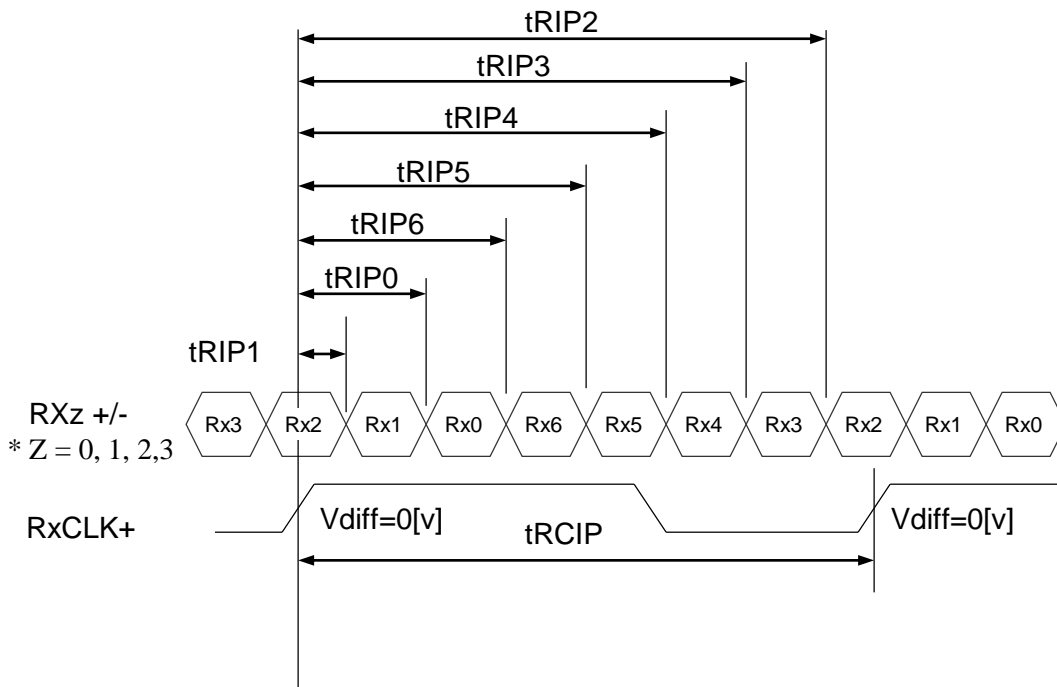 tRIP2
tRIP3
tRIP4
tRIP5
tRIP6
tRIP0
tRIP1
RXz +/-
* Z = 0, 1, 2,3
Rx3 Rx2 Rx1 Rx0 Rx6 Rx5 Rx4 Rx3 Rx2 Rx1 Rx0
RxCLK+
Vdiff=0[v]
Vdiff=0[v]
tRCIP